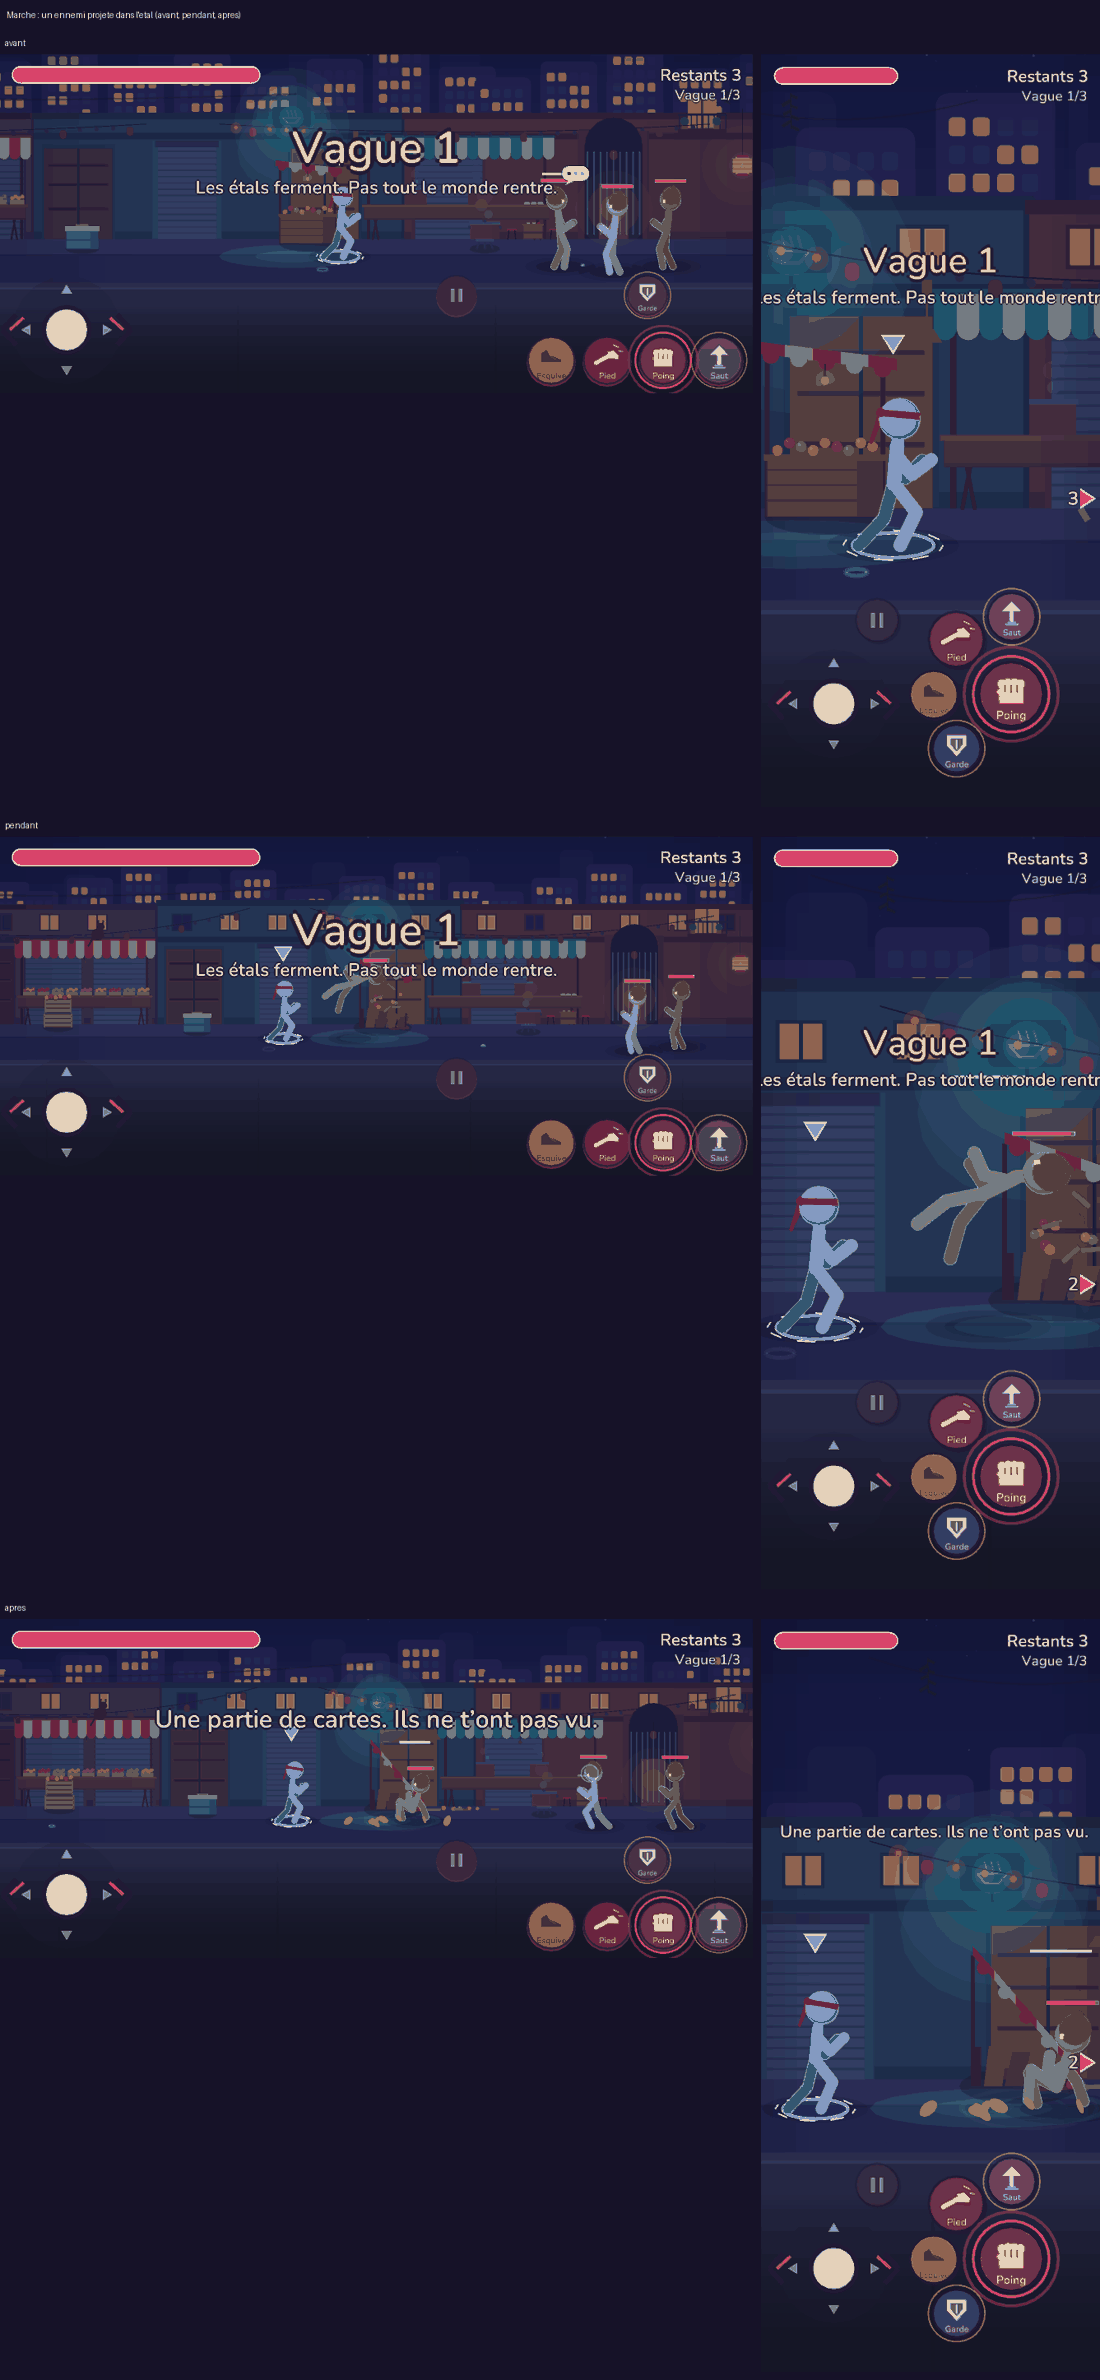 Marche : un ennemi projete dans l'etal (avant, pendant, apres)
avant
Restants 3
Vague 1/3
Vague 1
Les étals ferment. Pas tout le monde rentre.
Garde
Esquive
Pied
Poing
Saut
Restants 3
Vague 1/3
Vague 1
es étals ferment. Pas tout le monde rentr
3
Saut
Pied
Poing
Garde
pendant
Restants 3
Vague 1/3
Vague 1
Les étals ferment. Pas tout le monde rentre.
Garde
Esquive
Pied
Poing
Saut
Restants 3
Vague 1/3
Vague 1
es étals ferment. Pas tout le monde rentr
2
Saut
Pied
Poing
Garde
apres
Restants 3
Vague 1/3
Une partie de cartes. Ils ne t'ont pas vu.
Garde
Esquive
Pied
Poing
Saut
Restants 3
Vague 1/3
Une partie de cartes. Ils ne t'ont pas vu.
2
Saut
Pied
Poing
Garde